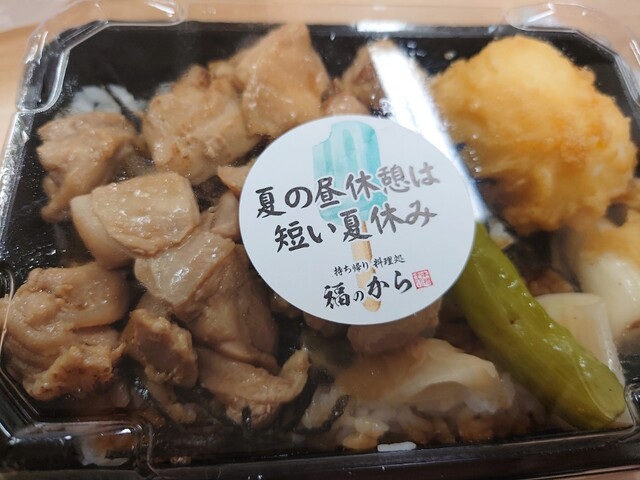 夏の昼休憩は
短い夏休み
持ち帰り料理処
福のから